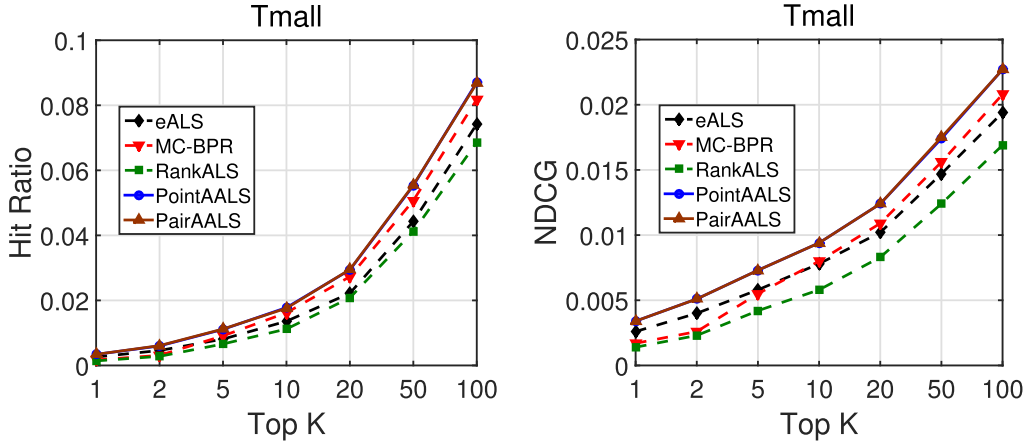 Tmall
Hit Ratio
0.1
0.08
0.06
0.04
0.02
0
eALS
MC-BPR
RankALS
PointAALS
PairAALS
1 2 5 10 20 50 100
Top K
Tmall
NDCG
0.025
0.02
0.015
0.01
0.005
0
eALS
MC-BPR
RankALS
PointAALS
PairAALS
1 2 5 10 20 50 100
Top K